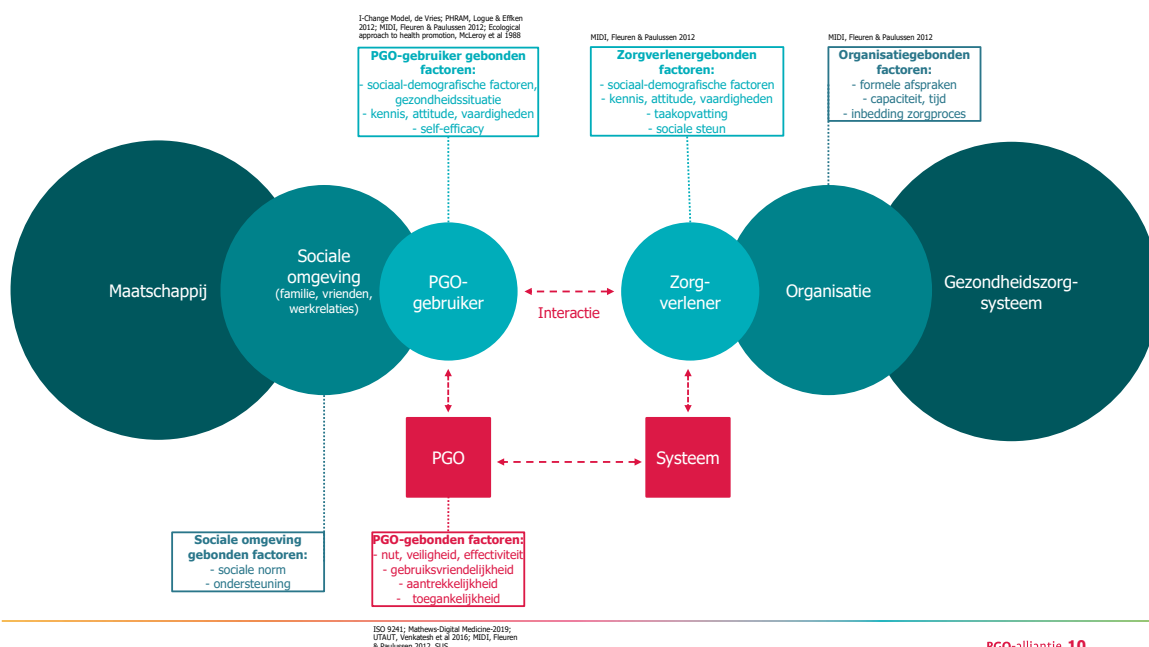 I-Change Model, de Vries; PHRAM, Logue & Effken
2012; MIDI, Fleuren & Paulussen 2012; Ecological
approach to health promotion, McLeroy et al 1988
PGO-gebruiker gebonden
factoren:
- sociaal-demografische factoren,
gezondheidssituatie
- kennis, attitude, vaardigheden
- self-efficacy
MIDI, Fleuren & Paulussen 2012
Zorgverlenergebonden
factoren:
- sociaal-demografische factoren
- kennis, attitude, vaardigheden
- taakopvatting
- sociale steun
MIDI, Fleuren & Paulussen 2012
Organisatiegebonden
factoren:
- formele afspraken
- capaciteit, tijd
- inbedding zorgproces
Maatschappij
Sociale
omgeving
(familie, vrienden,
werkrelaties)
PGO-
gebruiker
Interactie
Zorg-
verlener
Organisatie
Gezondheidszorg-
systeem
PGO
Systeem
Sociale omgeving
gebonden factoren:
- sociale norm
- ondersteuning
PGO-gebonden factoren:
- nut, veiligheid, effectiviteit
- gebruiksvriendelijkheid
- aantrekkelijkheid
- toegankelijkheid
ISO 9241; Mathews-Digital Medicine-2019;
UTAUT, Venkatesh et al 2016; MIDI, Fleuren
& Paulussen 2012, SUS
PGO-alliantie 10